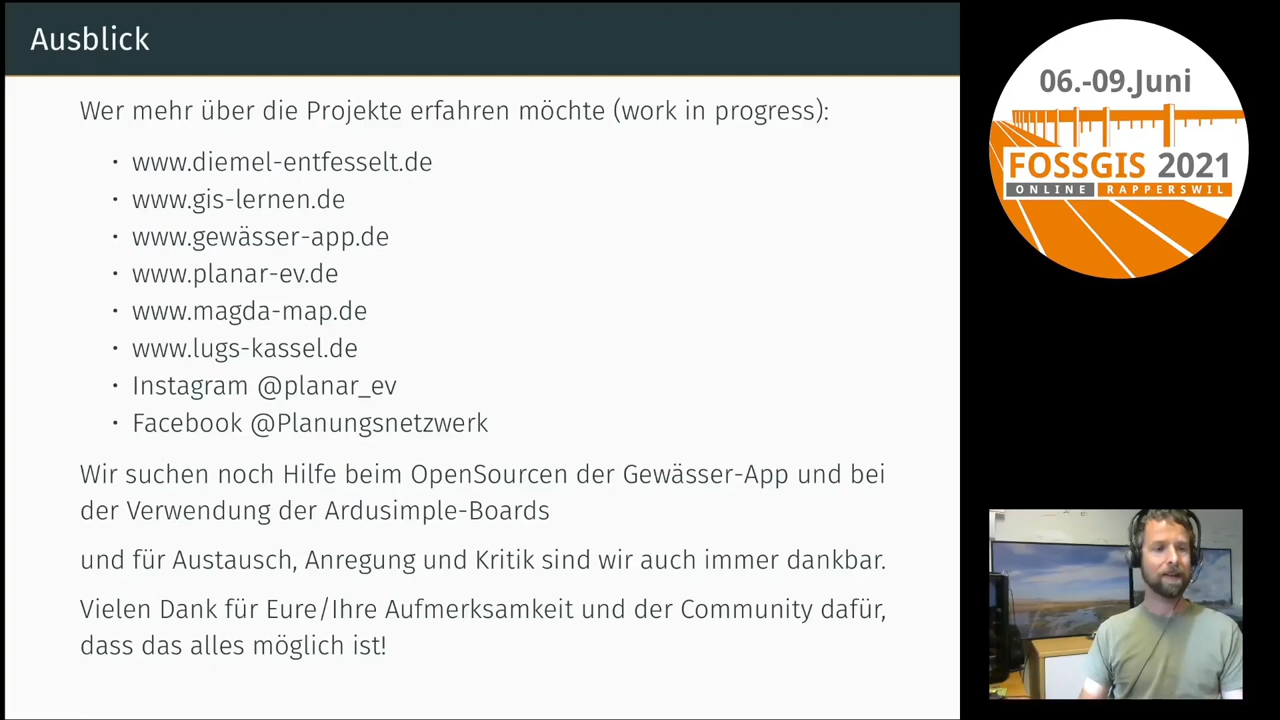 Ausblick
Wer mehr über die Projekte erfahren möchte (work in progress):
• www.diemel-entfesselt.de
• www.gis-lernen.de
• www.gewässer-app.de
• www.planar-ev.de
• www.magda-map.de
• www.lugs-kassel.de
• Instagram @planar_ev
• Facebook @Planungsnetzwerk
Wir suchen noch Hilfe beim OpenSourcen der Gewässer-App und bei
der Verwendung der Ardusimple-Boards
und für Austausch, Anregung und Kritik sind wir auch immer dankbar.
Vielen Dank für Eure/Ihre Aufmerksamkeit und der Community dafür,
dass das alles möglich ist!
06.-09.Juni
FOSSGIS 2021
ONLINE RAPPERSWIL